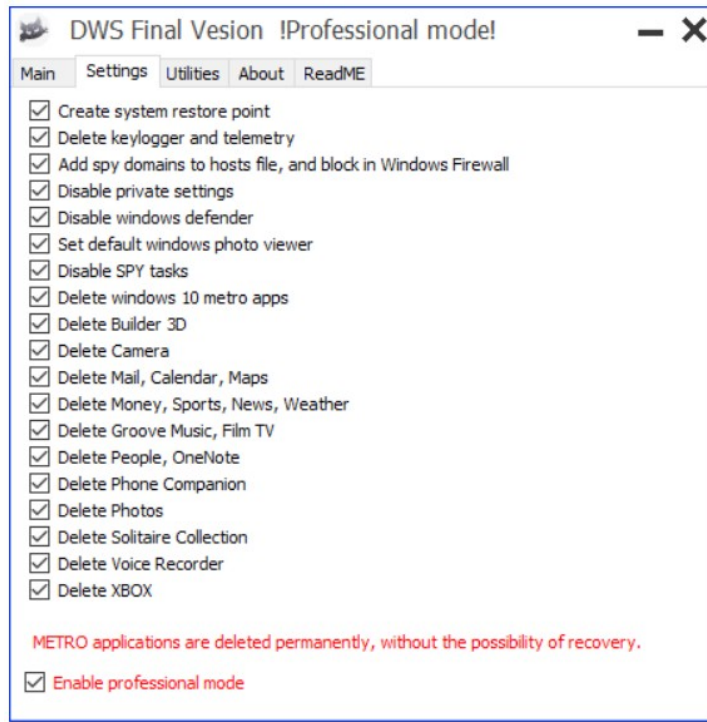 DWS Final Vesion !Professional mode!
Main Settings Utilities About ReadME
Create system restore point
Delete keylogger and telemetry
Add spy domains to hosts file, and block in Windows Firewall
Disable private settings
Disable windows defender
Set default windows photo viewer
Disable SPY tasks
Delete windows 10 metro apps
Delete Builder 3D
Delete Camera
Delete Mail, Calendar, Maps
Delete Money, Sports, News, Weather
Delete Groove Music, Film TV
Delete People, OneNote
Delete Phone Companion
Delete Photos
Delete Solitaire Collection
Delete Voice Recorder
Delete XBOX
METRO applications are deleted permanently, without the possibility of recovery.
Enable professional mode